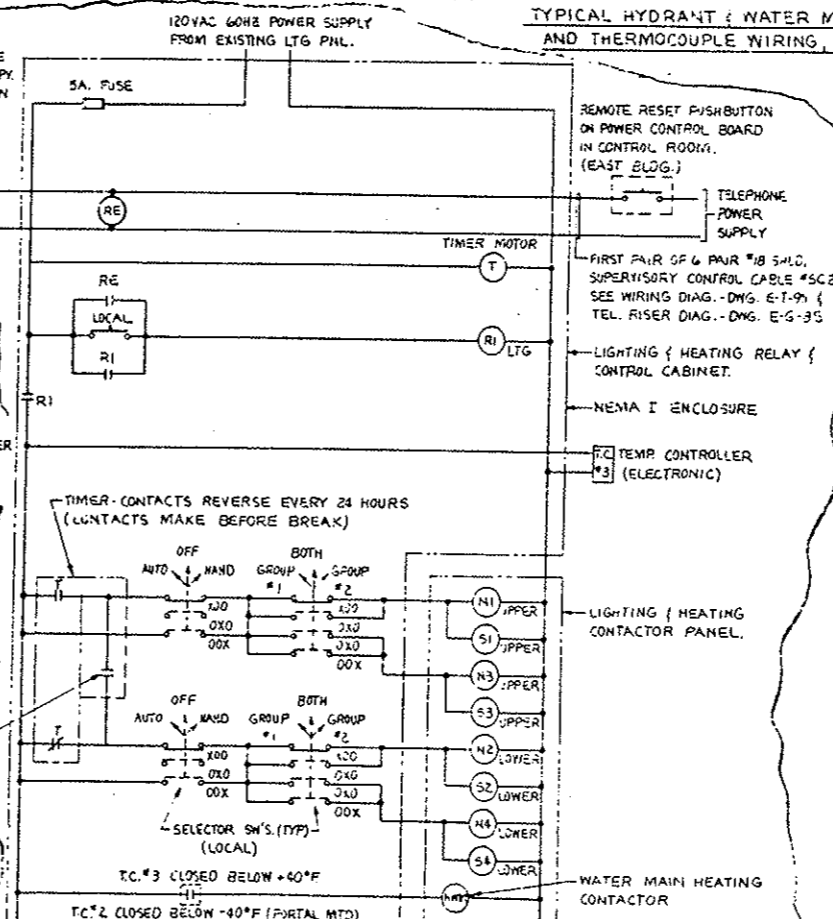 120VAC 60HZ POWER SUPPLY
FROM EXISTING LTG PNL.
TYPICAL HYDRANT & WATER M
AND THERMOCOUPLE WIRING,
5A. FUSE
REMOTE RESET PUSHBUTTON
ON POWER CONTROL BOARD
IN CONTROL ROOM.
(EAST BLDG.)
RE
TELEPHONE
POWER
SUPPLY
TIMER MOTOR
T
FIRST PAIR OF 6 PAIR #18 SHLD.
SUPERVISORY CONTROL CABLE
SEE WIRING DIAG.-DWG. &
TEL. RISER DIAG.-DWG.
RE
LOCAL
R1
R1 LTG
LIGHTING & HEATING RELAY &
CONTROL CABINET.
R1
NEMA I ENCLOSURE
T.C. TEMP. CONTROLLER
#3 (ELECTRONIC)
TIMER-CONTACTS REVERSE EVERY 24 HOURS
(CONTACTS MAKE BEFORE BREAK)
OFF BOTH
AUTO HAND GROUP #1 GROUP #2
T
X00 X00
0X0 0X0
00X 00X
N1 UPPER
S1 UPPER
N3 UPPER
S3 UPPER
LIGHTING & HEATING
CONTACTOR PANEL.
OFF BOTH
AUTO HAND GROUP #1 GROUP #2
T
X00 X00
0X0 0X0
00X 00X
N2 LOWER
S2 LOWER
N4 LOWER
S4 LOWER
SELECTOR SW'S. (TYP)
(LOCAL)
T.C.#3 CLOSED BELOW +40°F
WATER MAIN HEATING
CONTACTOR
T.C.#2 CLOSED BELOW -40°F (PORTAL MTD)